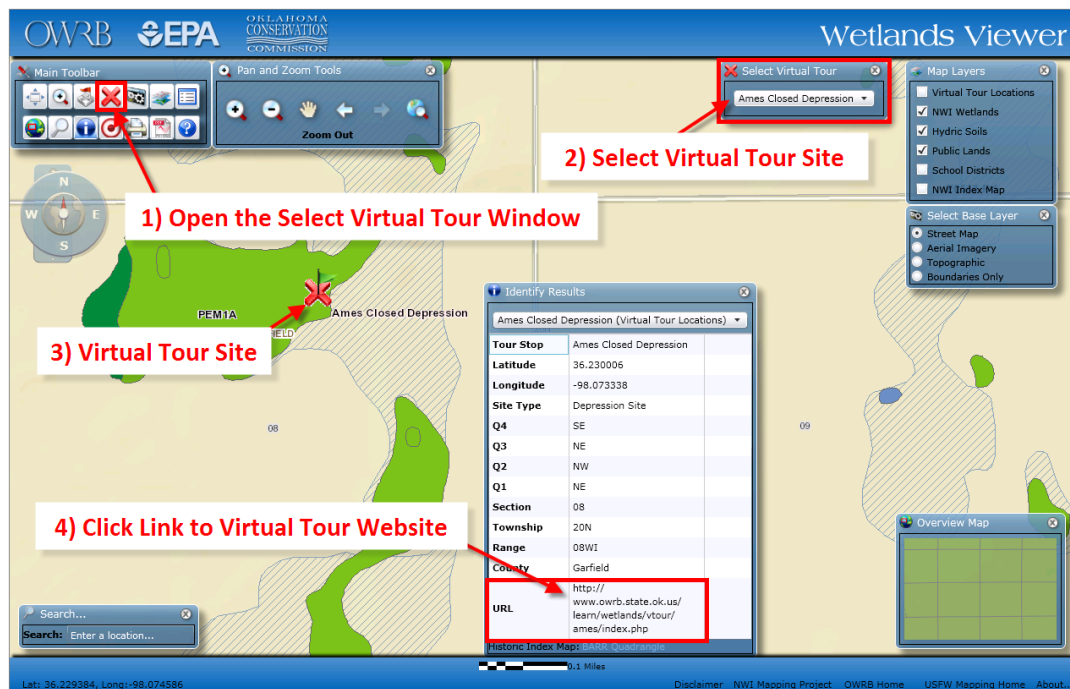 OWRB
EPA
OKLAHOMA
CONSERVATION
COMMISSION
Wetlands Viewer
Main Toolbar
Pan and Zoom Tools
Zoom Out
Select Virtual Tour
Ames Closed Depression
Map Layers
Virtual Tour Locations
NWI Wetlands
Hydric Soils
Public Lands
School Districts
NWI Index Map
2) Select Virtual Tour Site
1) Open the Select Virtual Tour Window
N
W E
S
Select Base Layer
Street Map
Aerial Imagery
Topographic
Boundaries Only
PEM1A
Ames Closed Depression
IELD
3) Virtual Tour Site
08
09
Identify Results
Ames Closed Depression (Virtual Tour Locations)
Tour Stop Ames Closed Depression
Latitude 36.230006
Longitude -98.073338
Site Type Depression Site
Q4 SE
Q3 NE
Q2 NW
Q1 NE
Section 08
Township 20N
Range 08WI
County Garfield
URL http://
www.owrb.state.ok.us/
learn/wetlands/vtour/
ames/index.php
Historic Index Map: BARR Quadrangle
4) Click Link to Virtual Tour Website
Overview Map
Search...
Search: Enter a location...
0.1 Miles
Lat: 36.229384, Long:-98.074586
Disclaimer NWI Mapping Project OWRB Home USFW Mapping Home About...